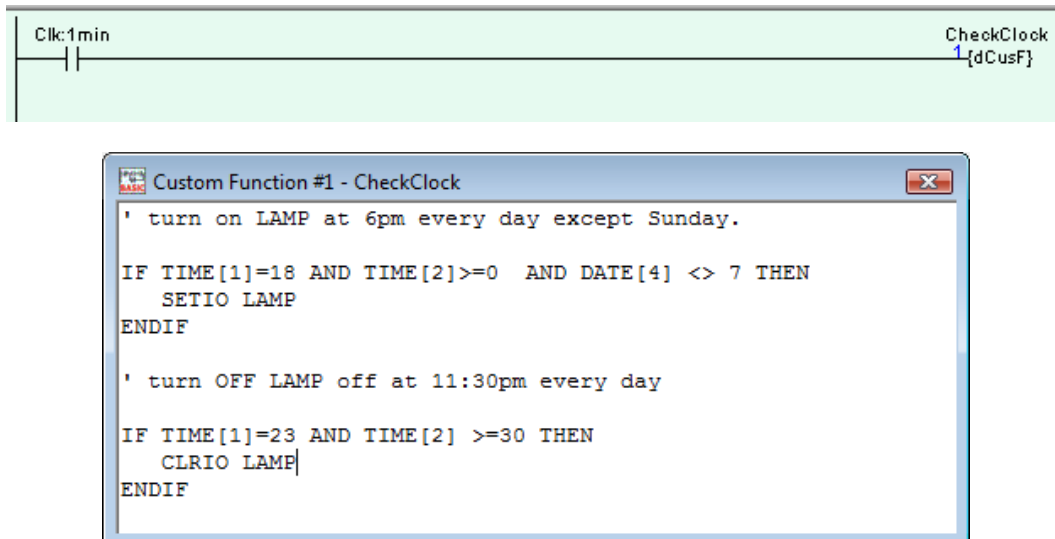 Clk:1min CheckClock
1 {dCusF}
BASIC Custom Function #1 - CheckClock
' turn on LAMP at 6pm every day except Sunday.
IF TIME[1]=18 AND TIME[2]>=0  AND DATE[4] <> 7 THEN
   SETIO LAMP
ENDIF
' turn OFF LAMP off at 11:30pm every day
IF TIME[1]=23 AND TIME[2] >=30 THEN
   CLRIO LAMP
ENDIF